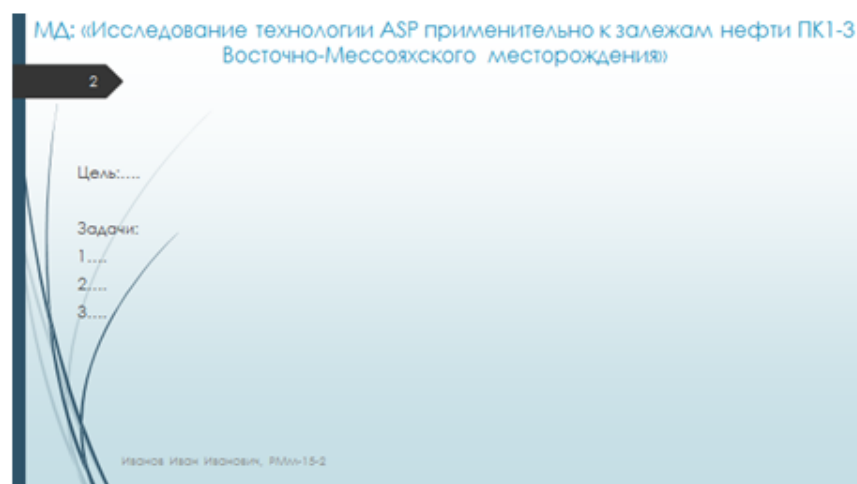 МД: «Исследование технологии ASP применительно к залежам нефти ПК1-3
Восточно-Мессояхского месторождения»
2
Цель:....
Задачи:
1....
2....
3....
Иванов Иван Иванович, РМм-15-2